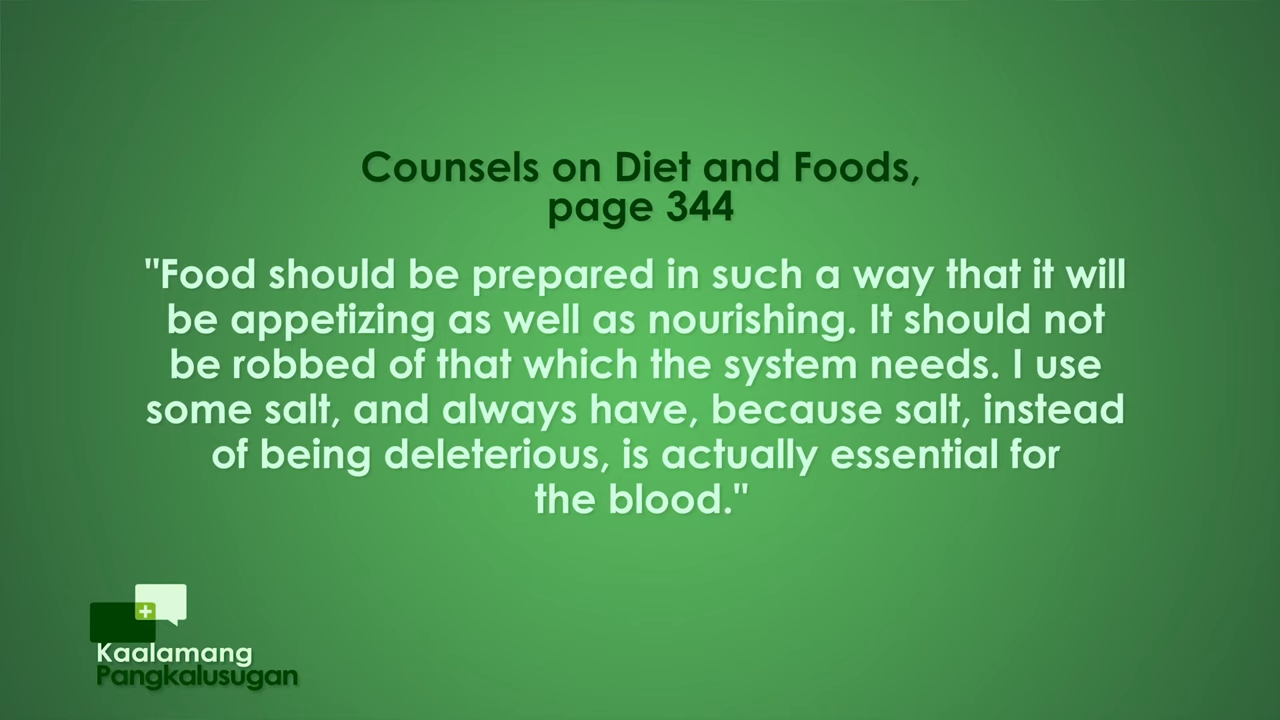 Counsels on Diet and Foods,
page 344
"Food should be prepared in such a way that it will
be appetizing as well as nourishing. It should not
be robbed of that which the system needs. I use
some salt, and always have, because salt, instead
of being deleterious, is actually essential for
the blood."
Kaalamang
Pangkalusugan